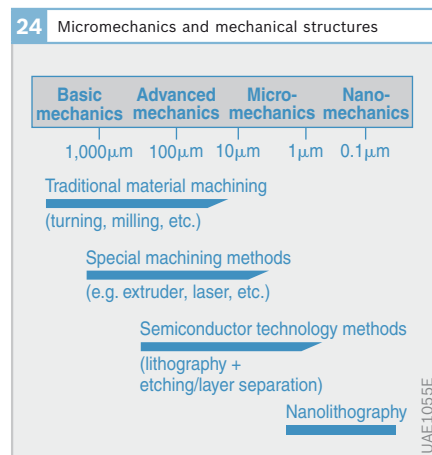 24 Micromechanics and mechanical structures
Basic Advanced Micro- Nano-
mechanics mechanics mechanics mechanics
1,000μm 100μm 10μm 1μm 0.1μm
Traditional material machining
(turning, milling, etc.)
Special machining methods
(e.g. extruder, laser, etc.)
Semiconductor technology methods
(lithography +
etching/layer separation)
Nanolithography
UAE1055E